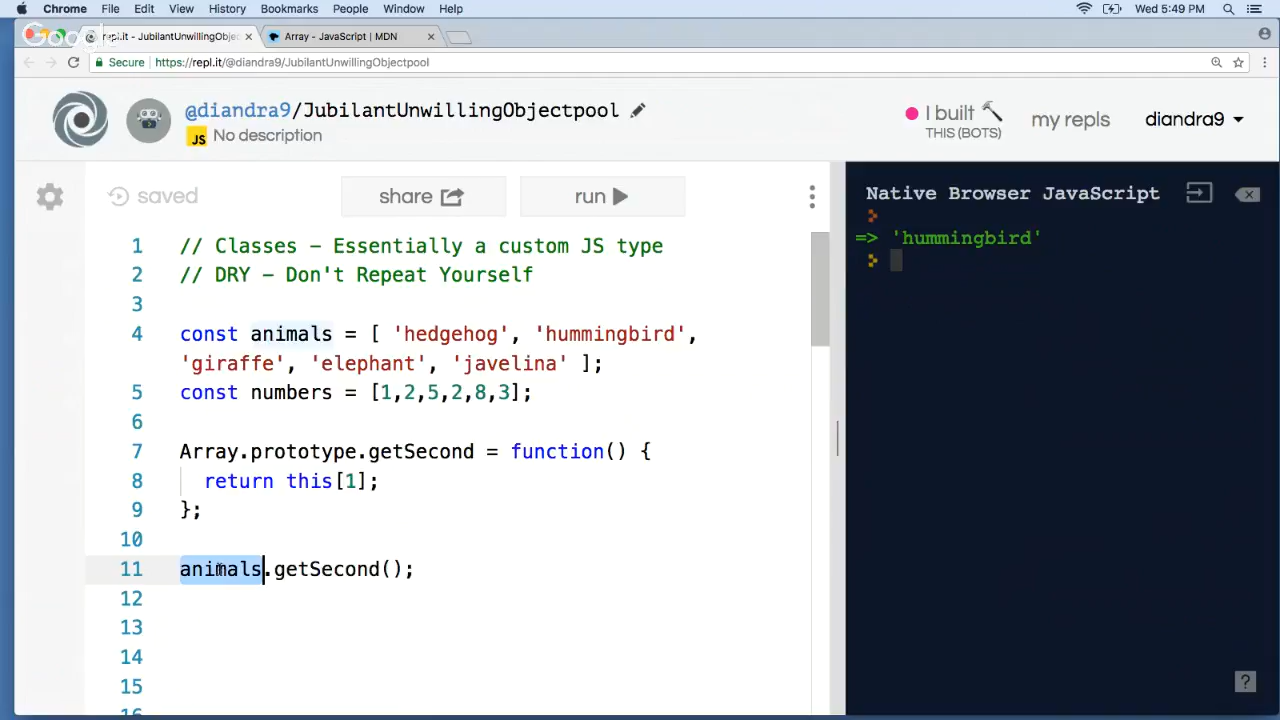 Chrome File Edit View History Bookmarks People Window Help Wed 5:49 PM
Google
repl.it - JubilantUnwillingObjec Array - JavaScript | MDN
Secure https://repl.it/@diandra9/JubilantUnwillingObjectpool
@diandra9/JubilantUnwillingObjectpool
JS No description
I built
THIS (BOTS)
my repls
diandra9
saved
share
run
1 // Classes – Essentially a custom JS type
2 // DRY – Don't Repeat Yourself
3
4 const animals = [ 'hedgehog', 'hummingbird',
'giraffe', 'elephant', 'javelina' ];
5 const numbers = [1,2,5,2,8,3];
6
7 Array.prototype.getSecond = function() {
8 return this[1];
9 };
10
11 animals.getSecond();
12
13
14
15
16
Native Browser JavaScript
=> 'hummingbird'
?